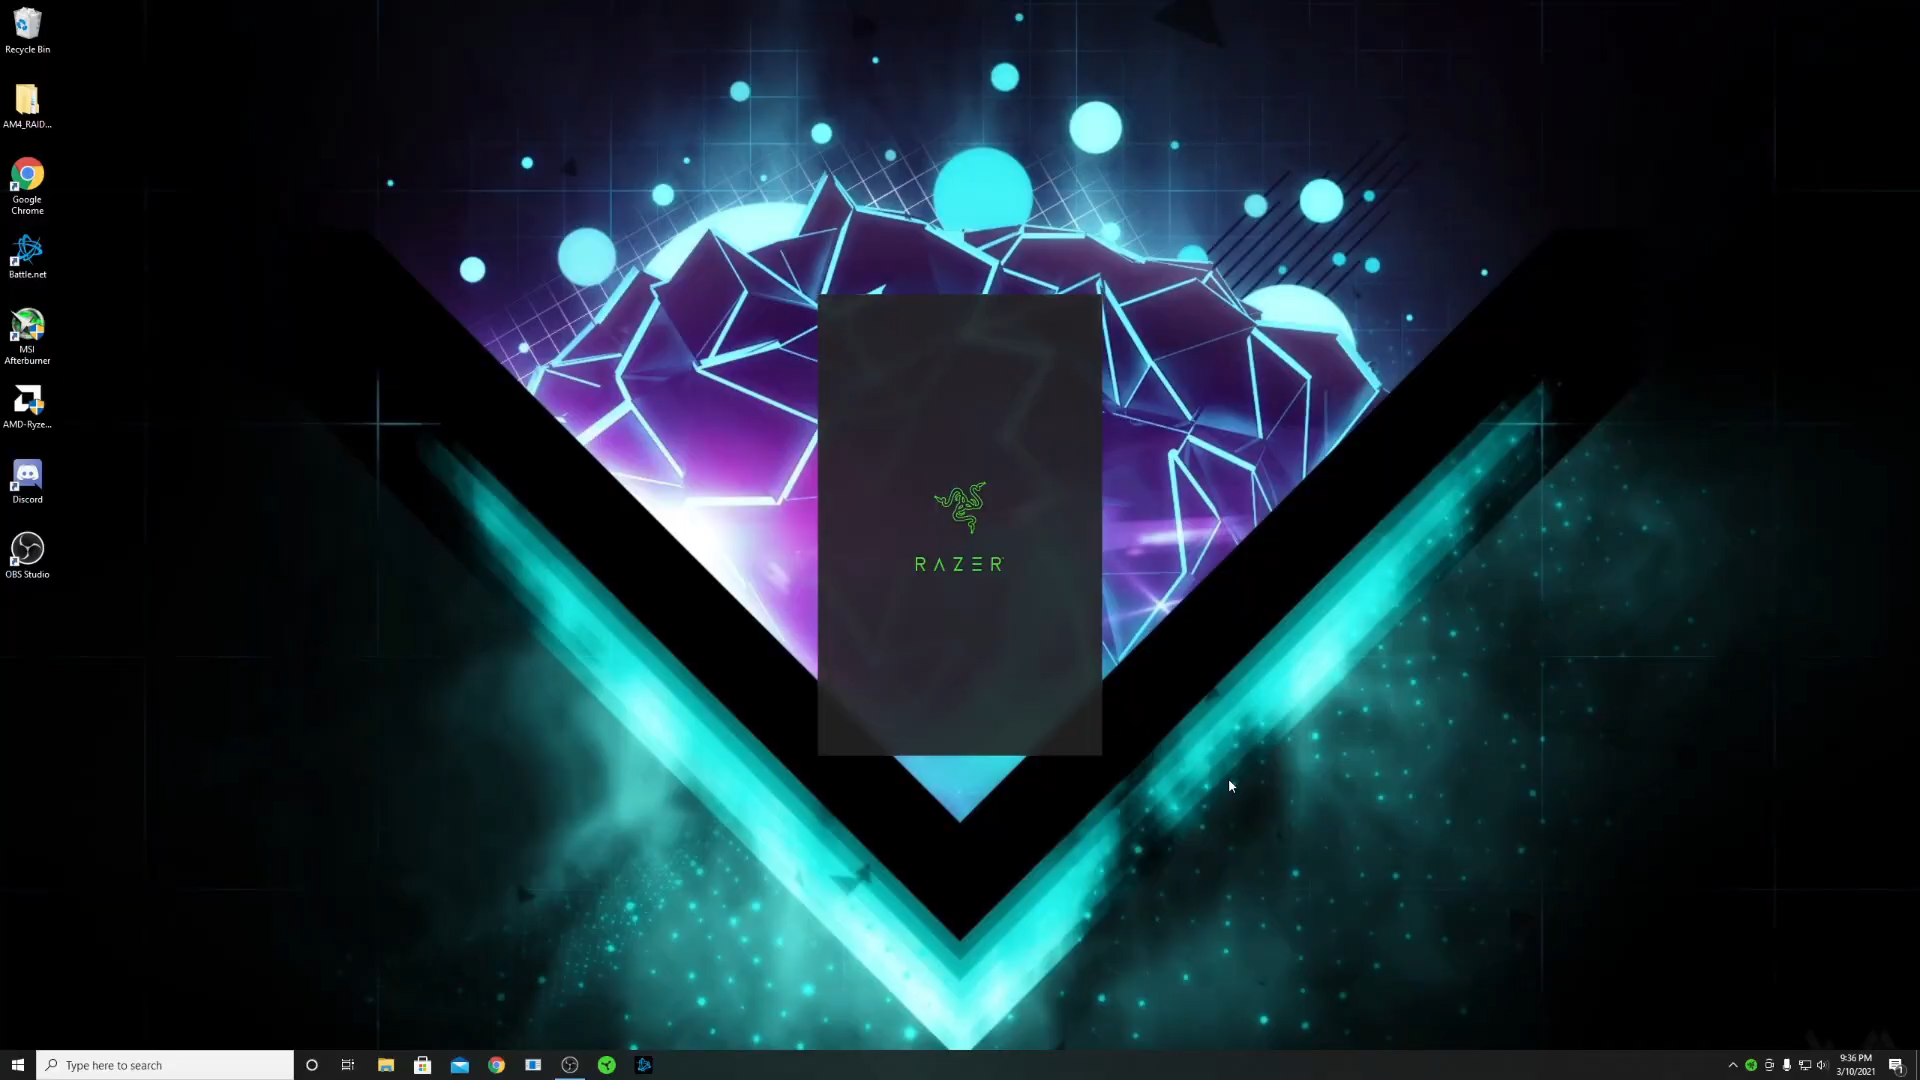 Recycle Bin
AM4_RAID...
Google
Chrome
Battle.net
MSI
Afterburner
AMD-Ryze...
Discord
OBS Studio
RAZER
Type here to search
9:36 PM
3/10/2021